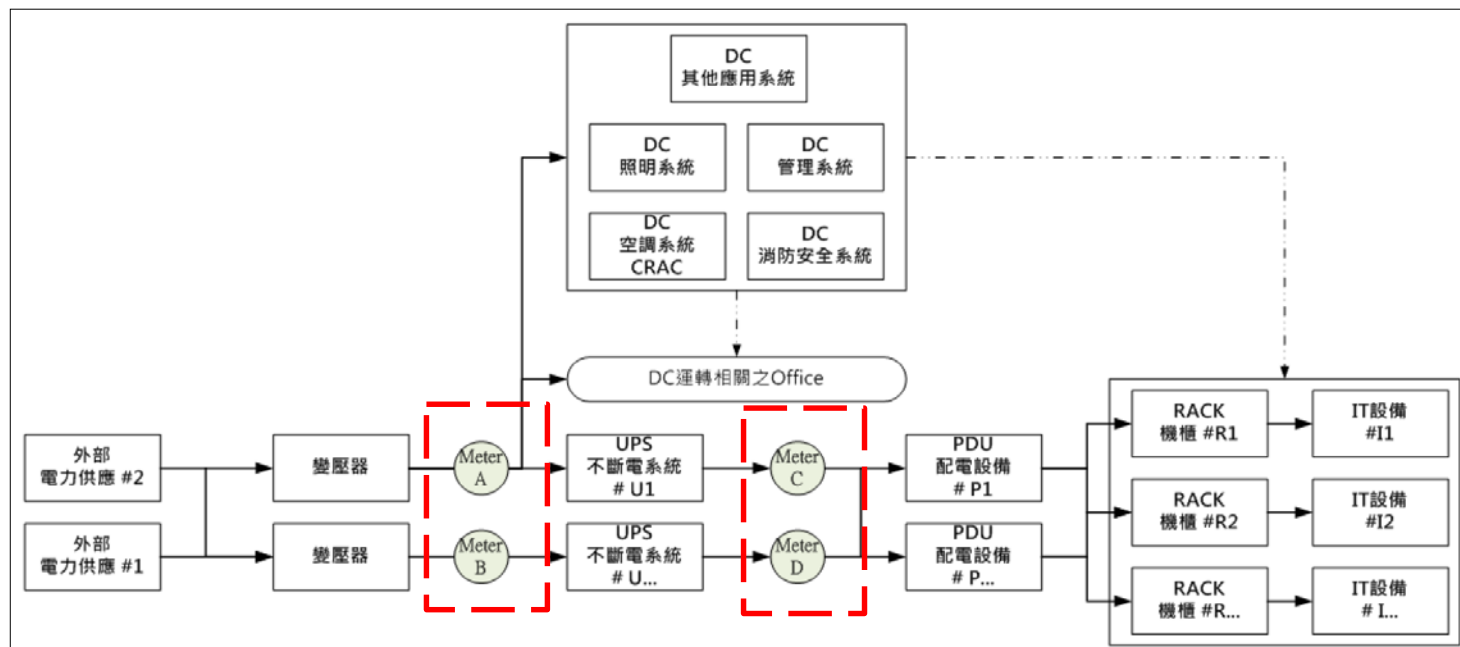 DC
其他應用系統
DC
照明系統
DC
管理系統
DC
空調系統
CRAC
DC
消防安全系統
DC運轉相關之Office
外部
電力供應 #2
變壓器
Meter
A
UPS
不斷電系統
# U1
Meter
C
PDU
配電設備
# P1
RACK
機櫃 #R1
IT設備
#I1
外部
電力供應 #1
變壓器
Meter
B
UPS
不斷電系統
# U...
Meter
D
PDU
配電設備
# P...
RACK
機櫃 #R2
IT設備
#I2
RACK
機櫃 #R...
IT設備
# I...